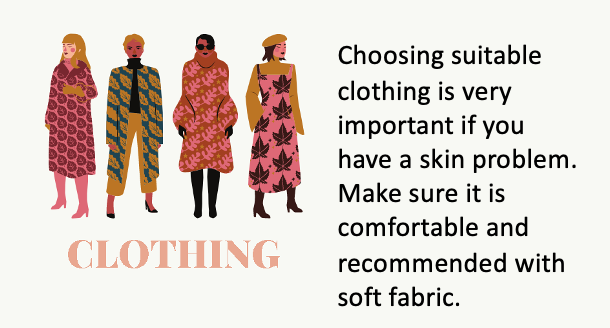 CLOTHING
Choosing suitable
clothing is very
important if you
have a skin problem.
Make sure it is
comfortable and
recommended with
soft fabric.